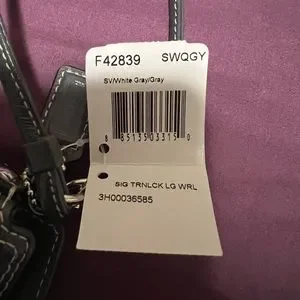 F42839 SWQGY
SV/White Gray/Gray
8 85135 03315 0
SIG TRNLCK LG WRL
3H00036585